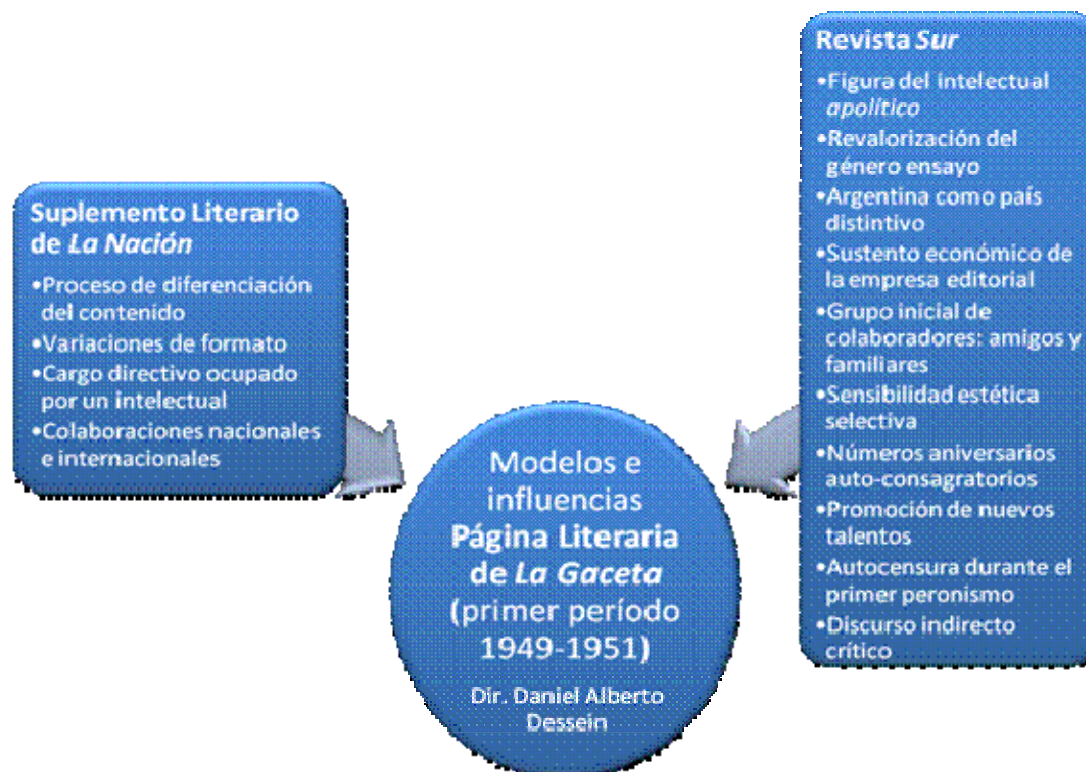 Suplemento Literario
de La Nación
•Proceso de diferenciación
del contenido
•Variaciones de formato
•Cargo directivo ocupado
por un intelectual
•Colaboraciones nacionales
e internacionales
Modelos e
influencias
Página Literaria
de La Gaceta
(primer período
1949-1951)
Dir. Daniel Alberto
Dessein
Revista Sur
•Figura del intelectual
apolítico
•Revalorización del
género ensayo
•Argentina como país
distintivo
•Sustento económico de
la empresa editorial
•Grupo inicial de
colaboradores: amigos y
familiares
•Sensibilidad estética
selectiva
•Números aniversarios
auto-consagratorios
•Promoción de nuevos
talentos
•Autocensura durante el
primer peronismo
•Discurso indirecto
crítico